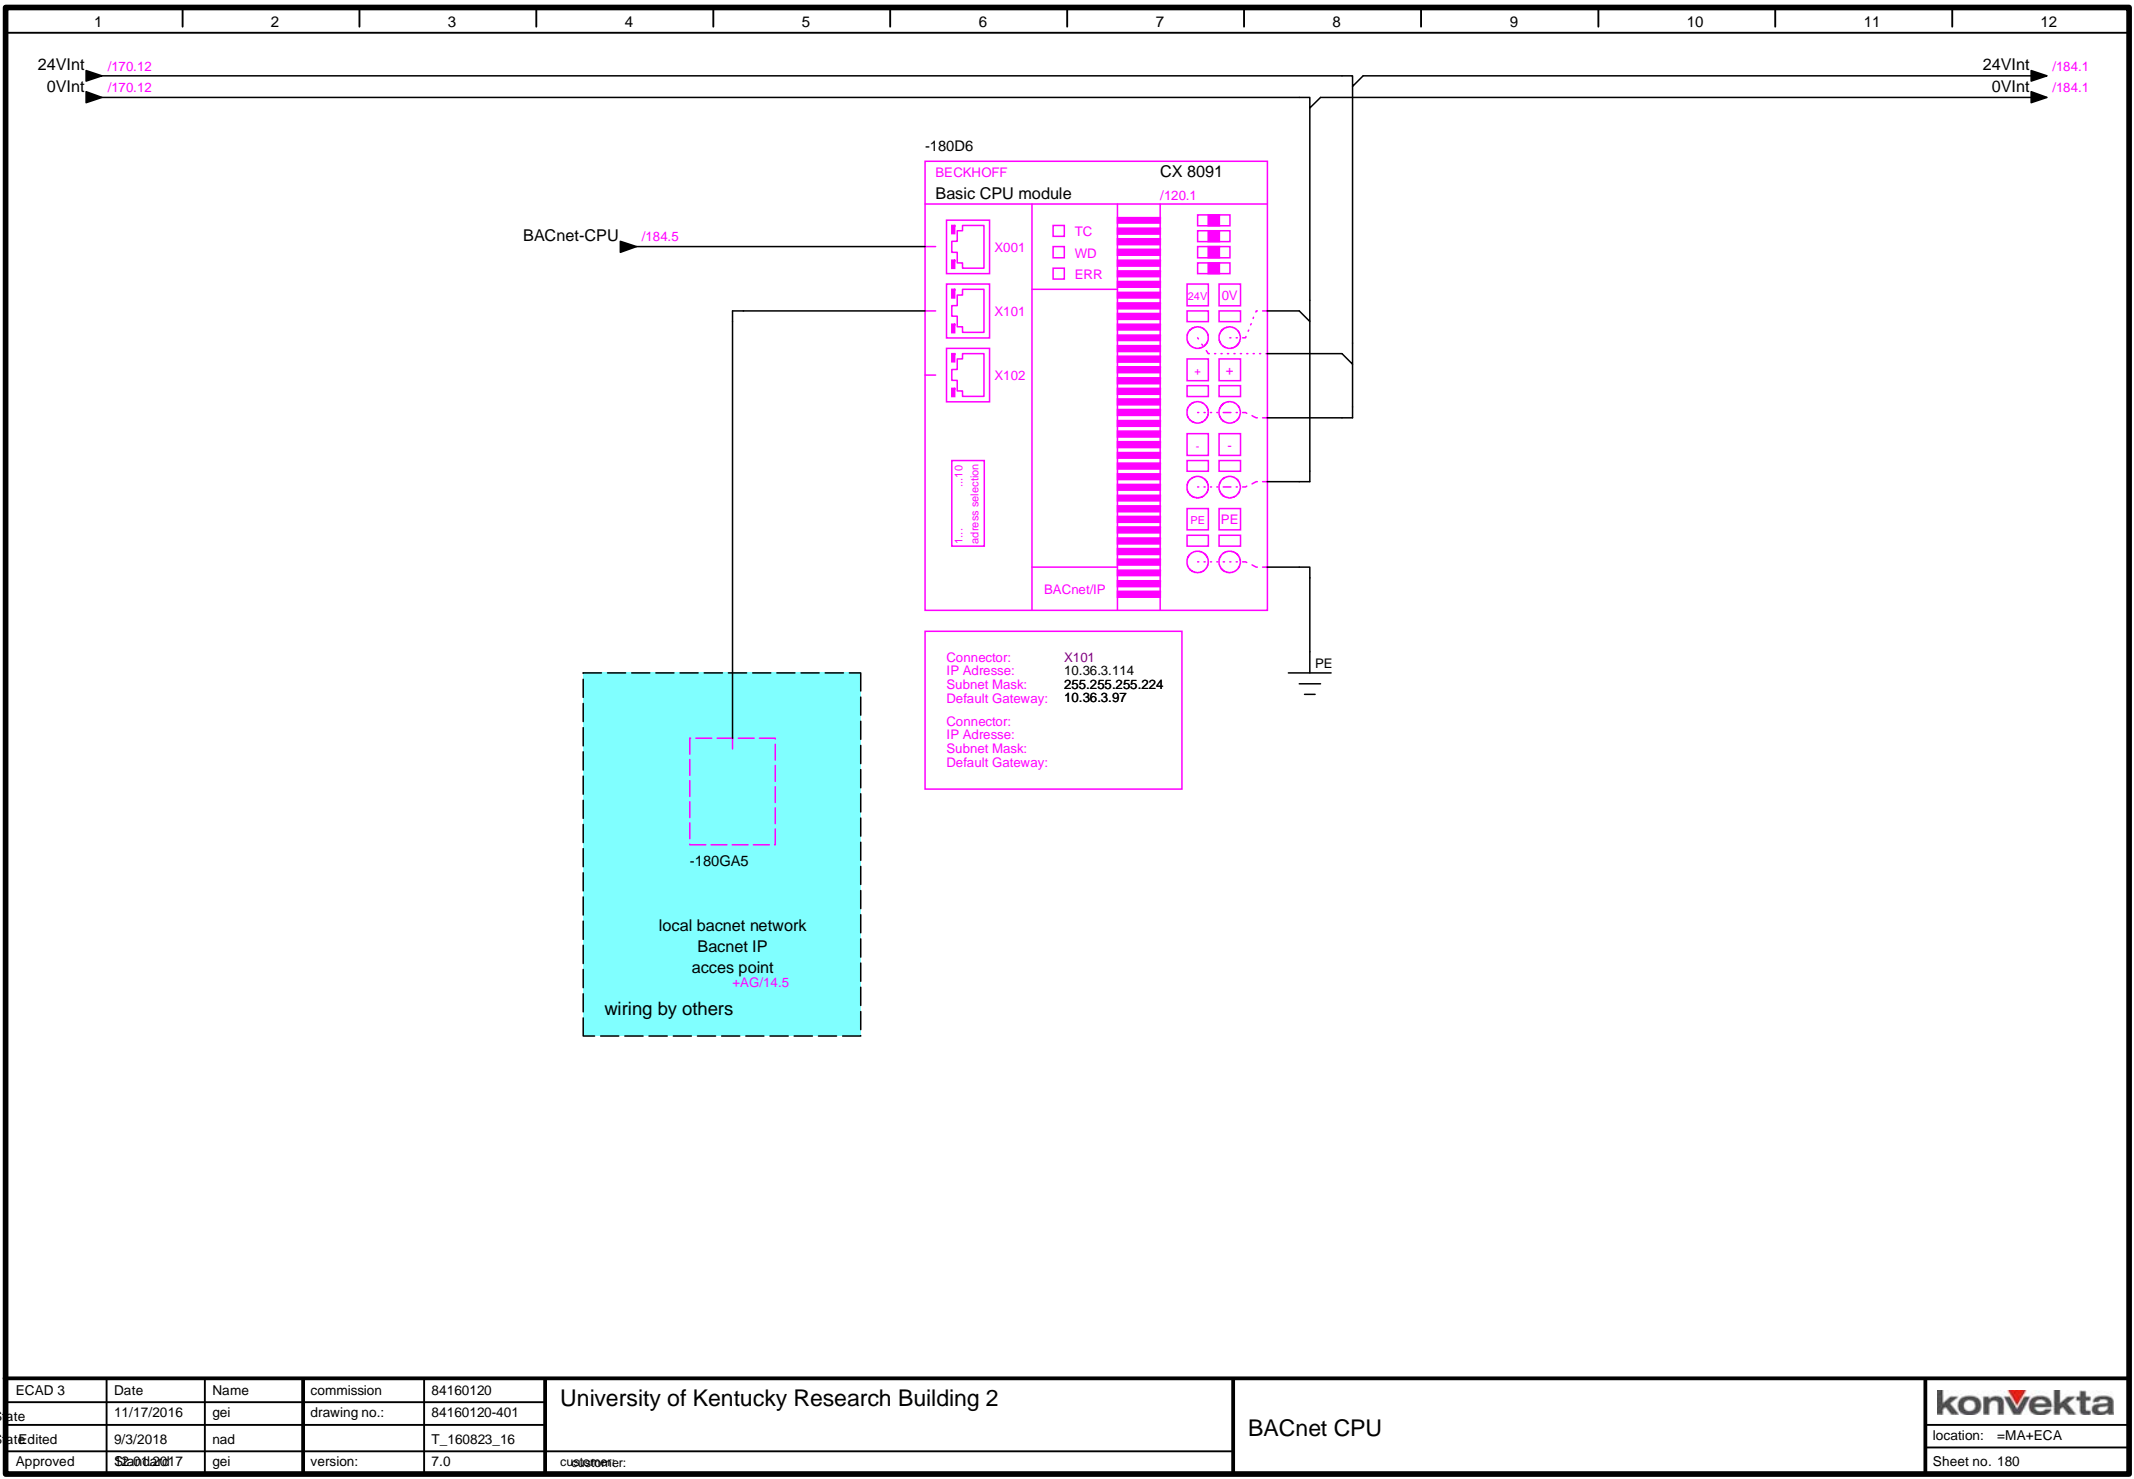 1 2 3 4 5 6 7 8 9 10 11 12
24VInt /170.12
0VInt /170.12
24VInt /184.1
0VInt /184.1
-180D6
BECKHOFF CX 8091
Basic CPU module /120.1
BACnet-CPU /184.5
X001
TC
WD
ERR
X101
X102
24V 0V
+ +
- -
PE PE
1... ...10
adress selection
BACnet/IP
PE
Connector: X101
IP Adresse: 10.36.3.114
Subnet Mask: 255.255.255.224
Default Gateway: 10.36.3.97
Connector:
IP Adresse:
Subnet Mask:
Default Gateway:
-180GA5
local bacnet network
Bacnet IP
acces point
+AG/14.5
wiring by others
ECAD 3 Date Name commission 84160120
11/17/2016 gei drawing no.: 84160120-401
Edited 9/3/2018 nad T_160823_16
Approved gei version: 7.0
University of Kentucky Research Building 2
customer:
BACnet CPU
konvekta
location: =MA+ECA
Sheet no. 180